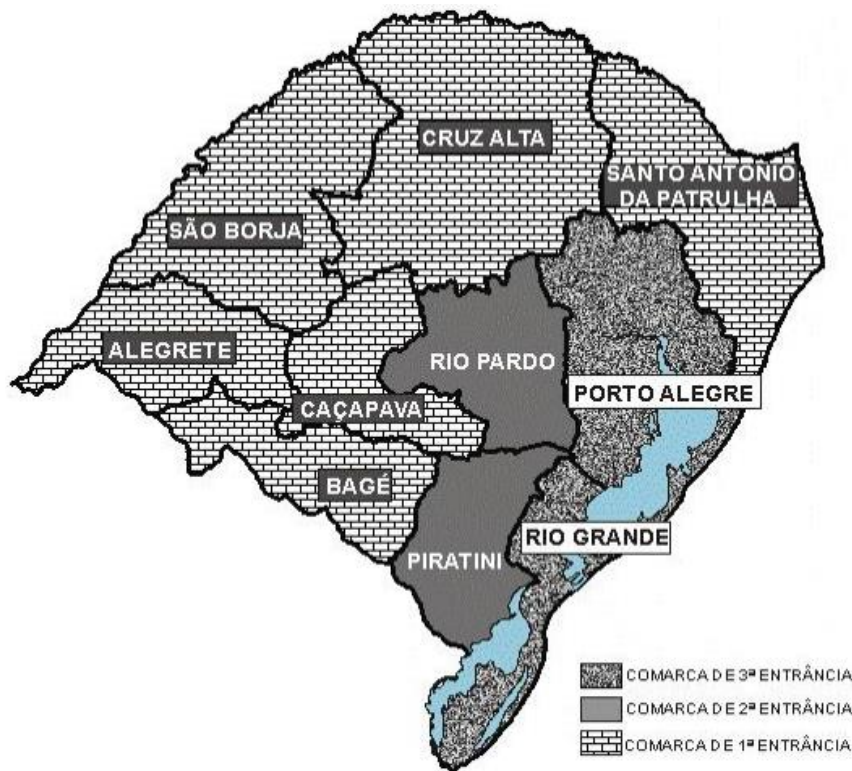 CRUZ ALTA
SANTO ANTONIO
DA PATRULHA
SÃO BORJA
ALEGRETE
RIO PARDO
PORTO ALEGRE
CAÇAPAVA
BAGÉ
RIO GRANDE
PIRATINI
COMARCA DE 3ª ENTRÂNCIA
COMARCA DE 2ª ENTRÂNCIA
COMARCA DE 1ª ENTRÂNCIA